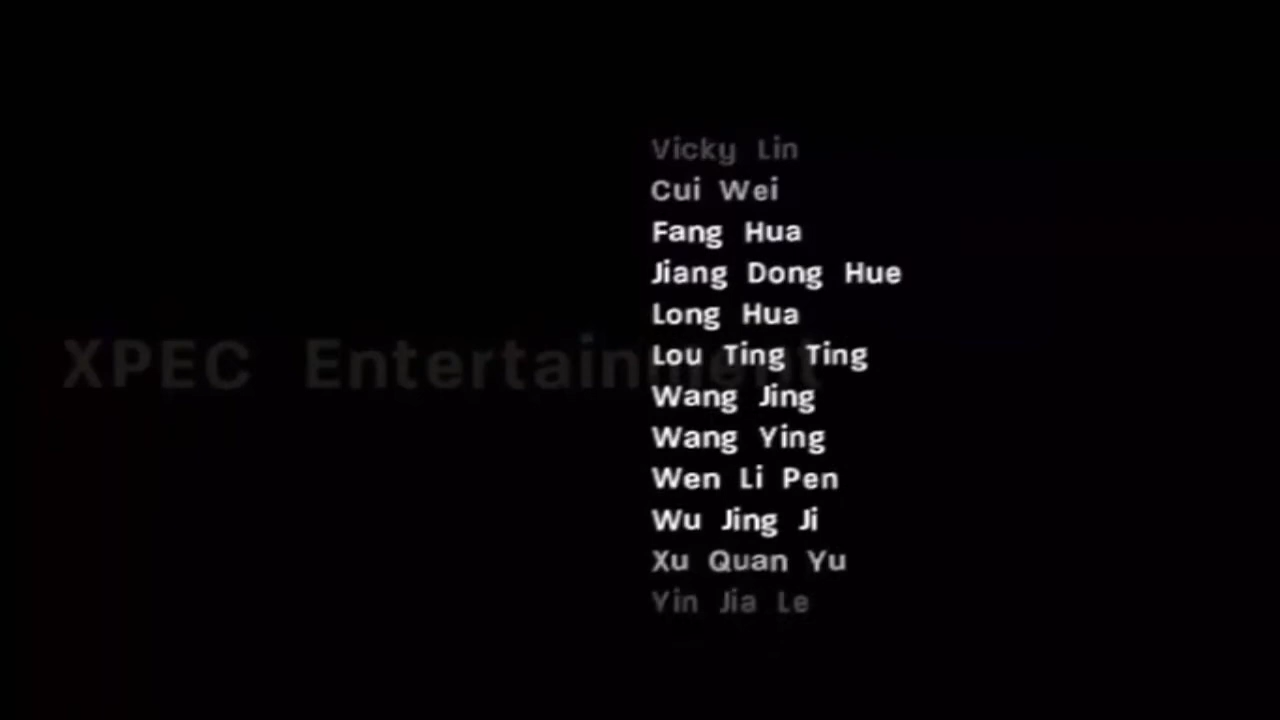 Vicky Lin
Cui Wei
Fang Hua
Jiang Dong Hue
Long Hua
XPEC Entertainment
Lou Ting Ting
Wang Jing
Wang Ying
Wen Li Pen
Wu Jing Ji
Xu Quan Yu
Yin Jia Le